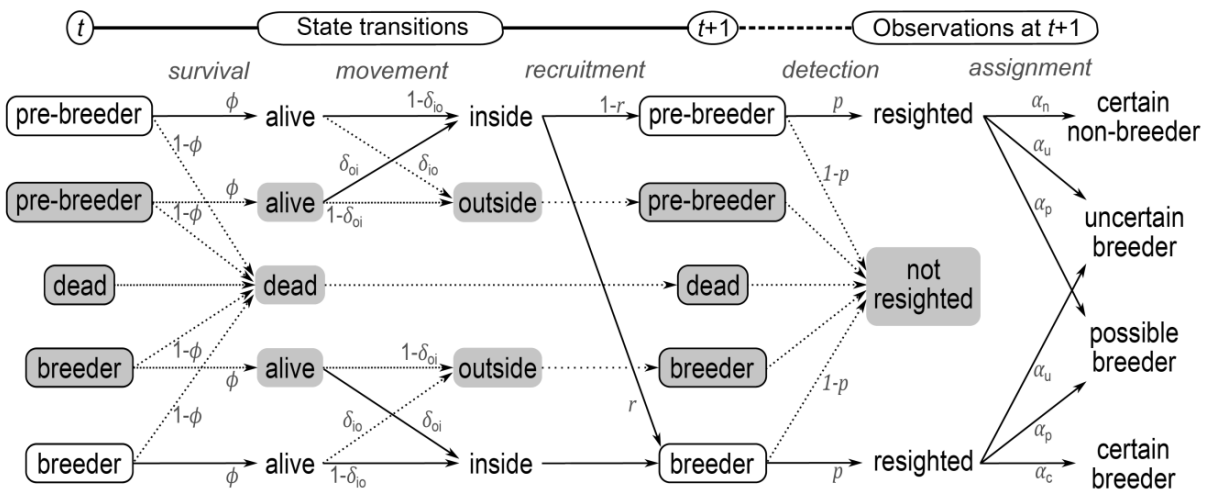 t State transitions t+1 Observations at t+1
survival movement recruitment detection assignment
pre-breeder ϕ alive 1-δio inside 1-r pre-breeder p resighted αn certain
non-breeder
1-ϕ δoi δio 1-p αu
pre-breeder ϕ alive 1-δoi outside pre-breeder αp
1-ϕ
uncertain
breeder
dead dead dead not
resighted
possible
breeder
1-ϕ 1-δoi
breeder ϕ alive outside breeder 1-p αu
1-ϕ δio δoi r αp
breeder ϕ alive 1-δio inside breeder p resighted αc certain
breeder